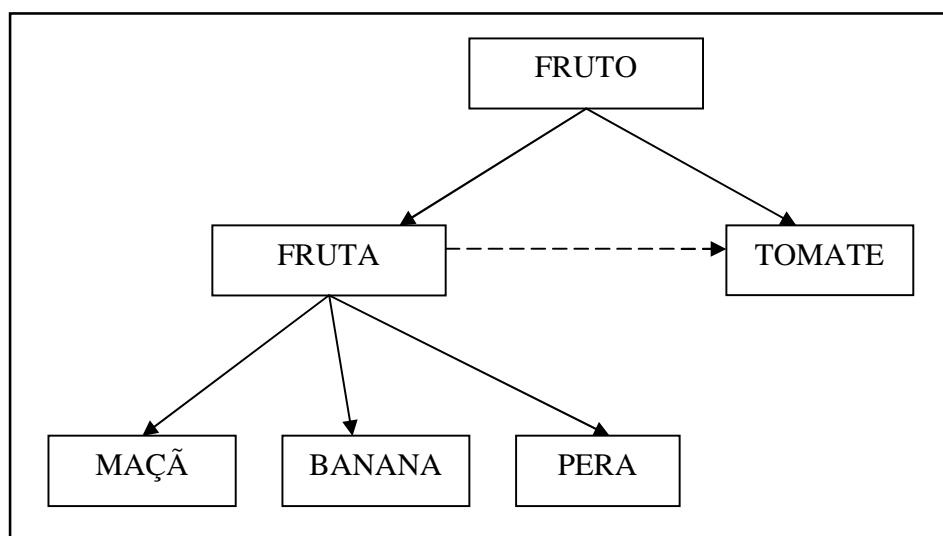 FRUTO
FRUTA
TOMATE
MAÇÃ
BANANA
PERA